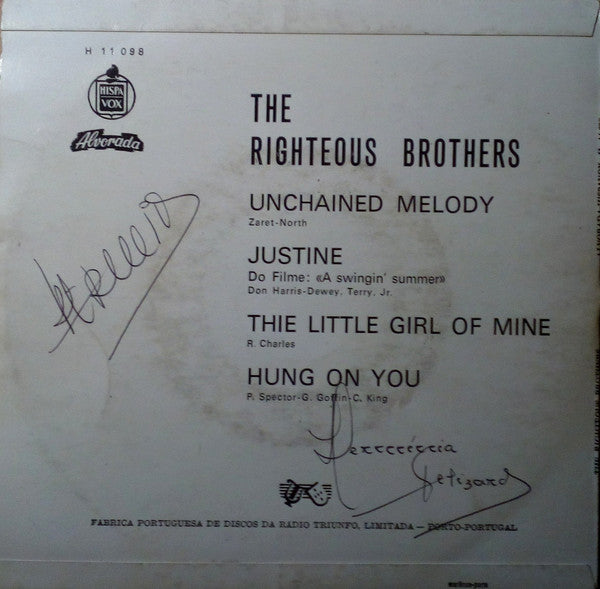 H 11098
HISPA
VOX
Alvorada
THE
RIGHTEOUS BROTHERS
UNCHAINED MELODY
Zaret-North
JUSTINE
Do Filme: «A swingin' summer»
Don Harris-Dewey. Terry. Jr.
THIE LITTLE GIRL OF MINE
R. Charles
HUNG ON YOU
P. Spector-G. Goffin-C. King
FABRICA PORTUGUESA DE DISCOS DA RADIO TRIUNFO, LIMITADA — PORTO-PORTUGAL